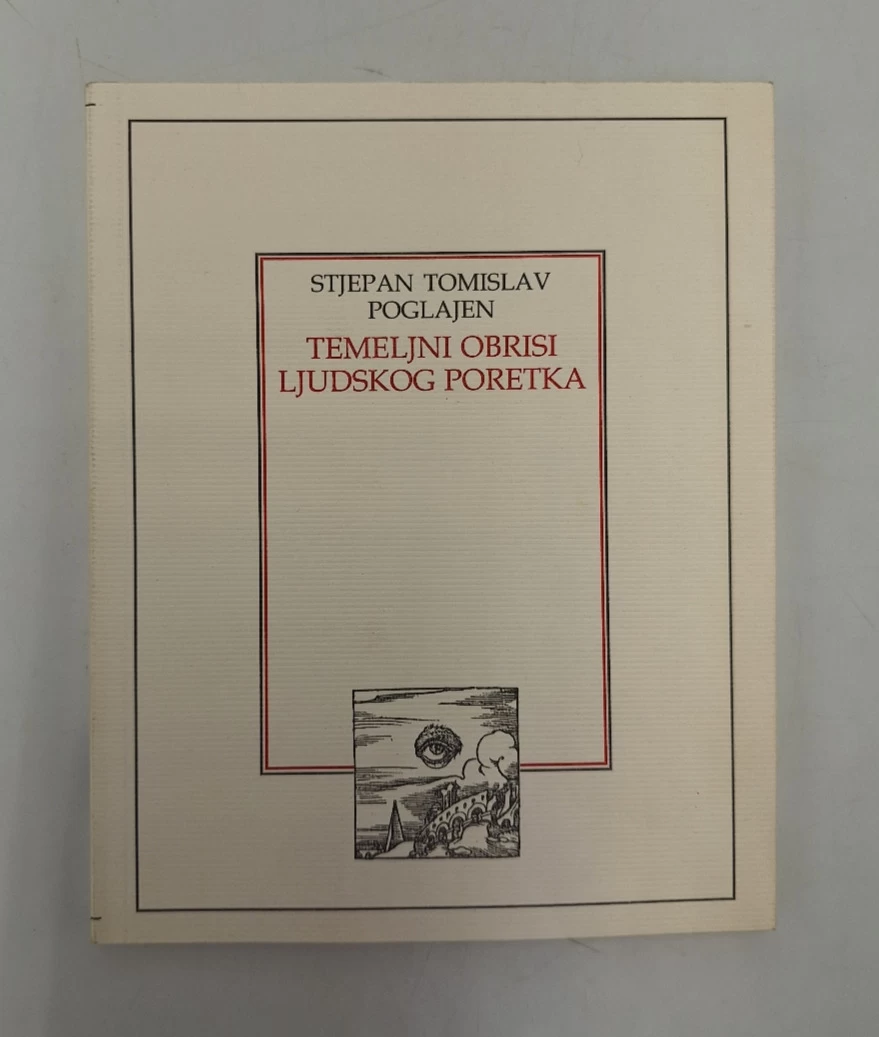 STJEPAN TOMISLAV
POGLAJEN
TEMELJNI OBRISI
LJUDSKOG PORETKA